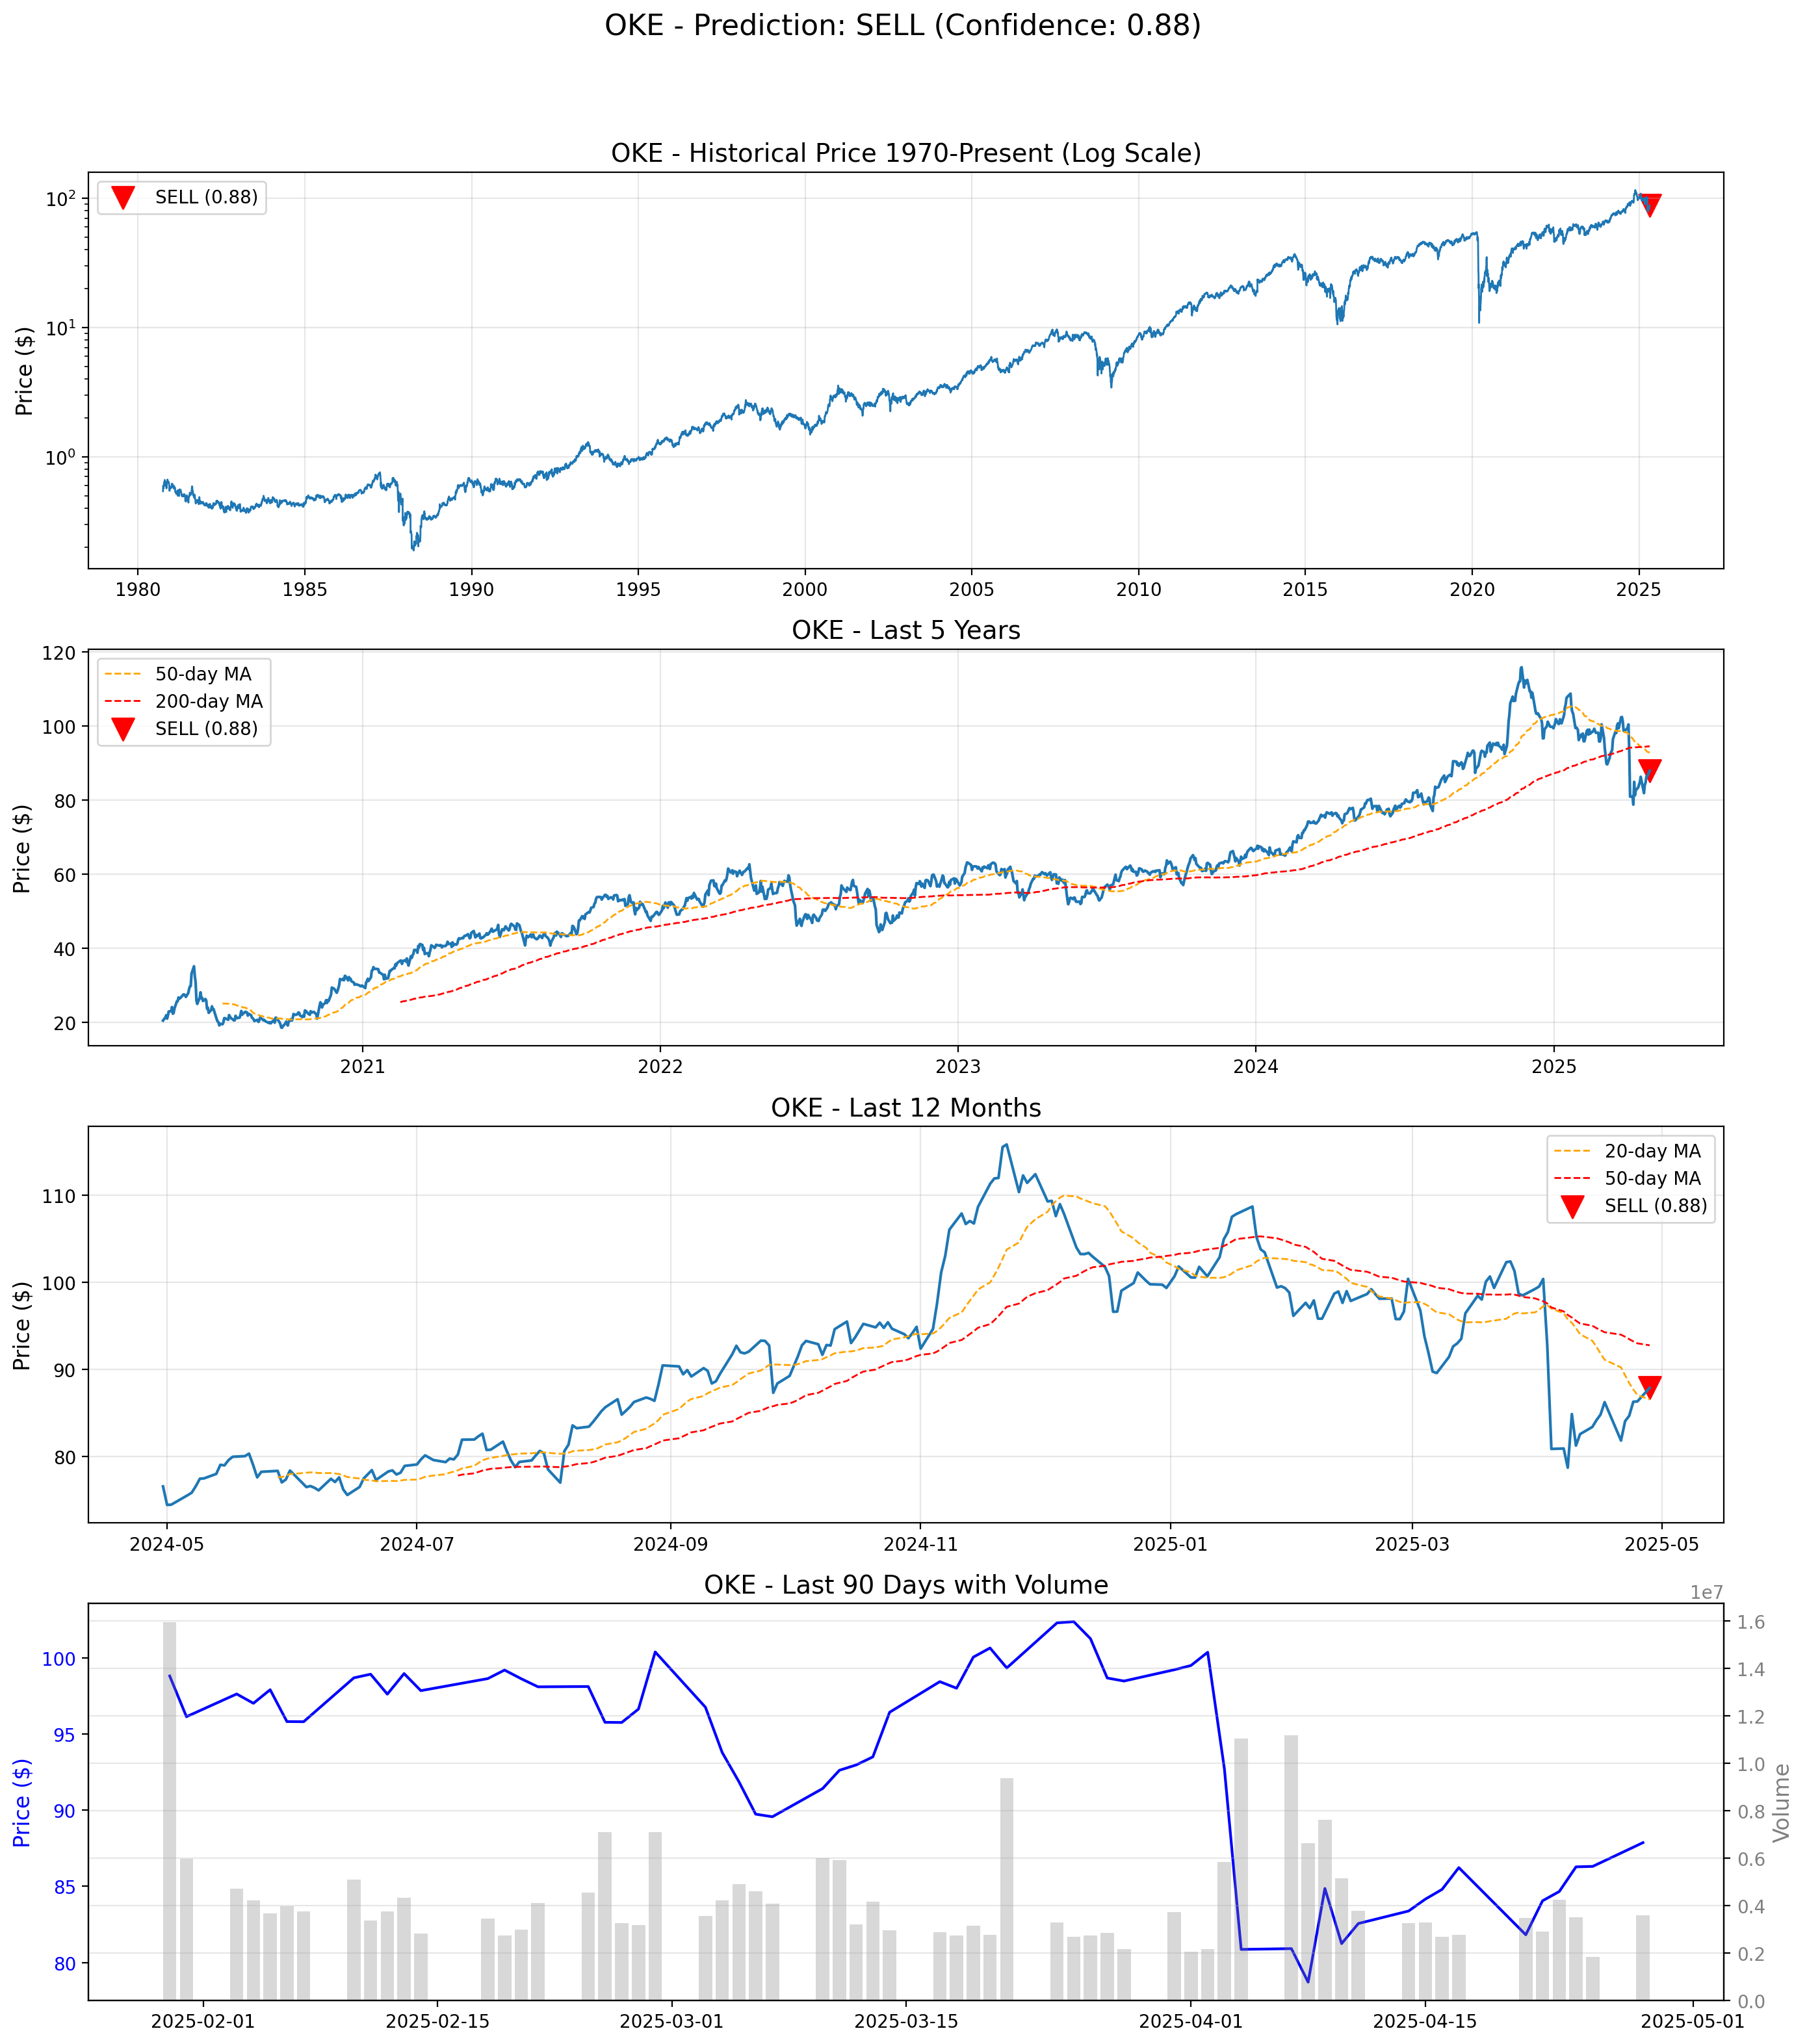 OKE - Prediction: SELL (Confidence: 0.88)
OKE - Historical Price 1970-Present (Log Scale)
SELL (0.88)
Price ($)
10²
10¹
10⁰
1980 1985 1990 1995 2000 2005 2010 2015 2020 2025
OKE - Last 5 Years
50-day MA
200-day MA
SELL (0.88)
Price ($)
120
100
80
60
40
20
2021 2022 2023 2024 2025
OKE - Last 12 Months
20-day MA
50-day MA
SELL (0.88)
Price ($)
110
100
90
80
2024-05 2024-07 2024-09 2024-11 2025-01 2025-03 2025-05
OKE - Last 90 Days with Volume
1e7
Price ($)
100
95
90
85
80
1.6
1.4
1.2
1.0
0.8
0.6
0.4
0.2
0.0
Volume
2025-02-01 2025-02-15 2025-03-01 2025-03-15 2025-04-01 2025-04-15 2025-05-01